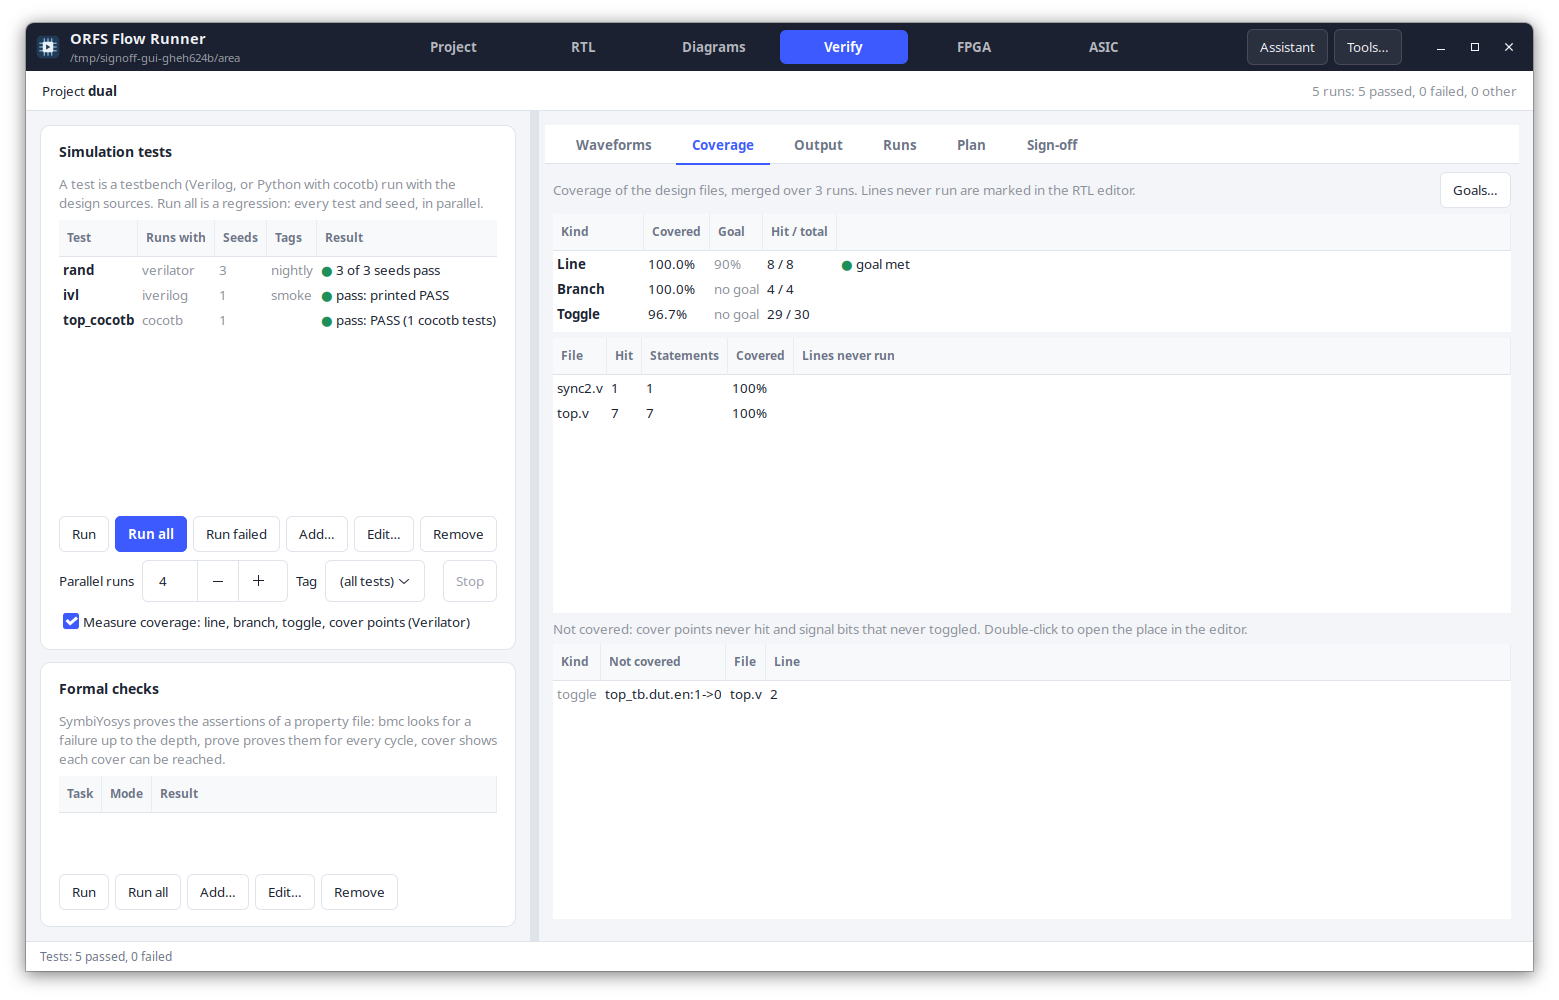 ORFS Flow Runner
/tmp/signoff-gui-gheh624b/area
Project RTL Diagrams Verify FPGA ASIC Assistant Tools...
Project dual
5 runs: 5 passed, 0 failed, 0 other
Simulation tests
A test is a testbench (Verilog, or Python with cocotb) run with the
design sources. Run all is a regression: every test and seed, in parallel.
Test Runs with Seeds Tags Result
rand verilator 3 nightly 3 of 3 seeds pass
ivl iverilog 1 smoke pass: printed PASS
top_cocotb cocotb 1 pass: PASS (1 cocotb tests)
Run Run all Run failed Add... Edit... Remove
Parallel runs 4 − + Tag (all tests) Stop
Measure coverage: line, branch, toggle, cover points (Verilator)
Formal checks
SymbiYosys proves the assertions of a property file: bmc looks for a
failure up to the depth, prove proves them for every cycle, cover shows
each cover can be reached.
Task Mode Result
Run Run all Add... Edit... Remove
Waveforms Coverage Output Runs Plan Sign-off
Coverage of the design files, merged over 3 runs. Lines never run are marked in the RTL editor.
Goals...
Kind Covered Goal Hit / total
Line 100.0% 90% 8 / 8 goal met
Branch 100.0% no goal 4 / 4
Toggle 96.7% no goal 29 / 30
File Hit Statements Covered Lines never run
sync2.v 1 1 100%
top.v 7 7 100%
Not covered: cover points never hit and signal bits that never toggled. Double-click to open the place in the editor.
Kind Not covered File Line
toggle top_tb.dut.en:1->0 top.v 2
Tests: 5 passed, 0 failed